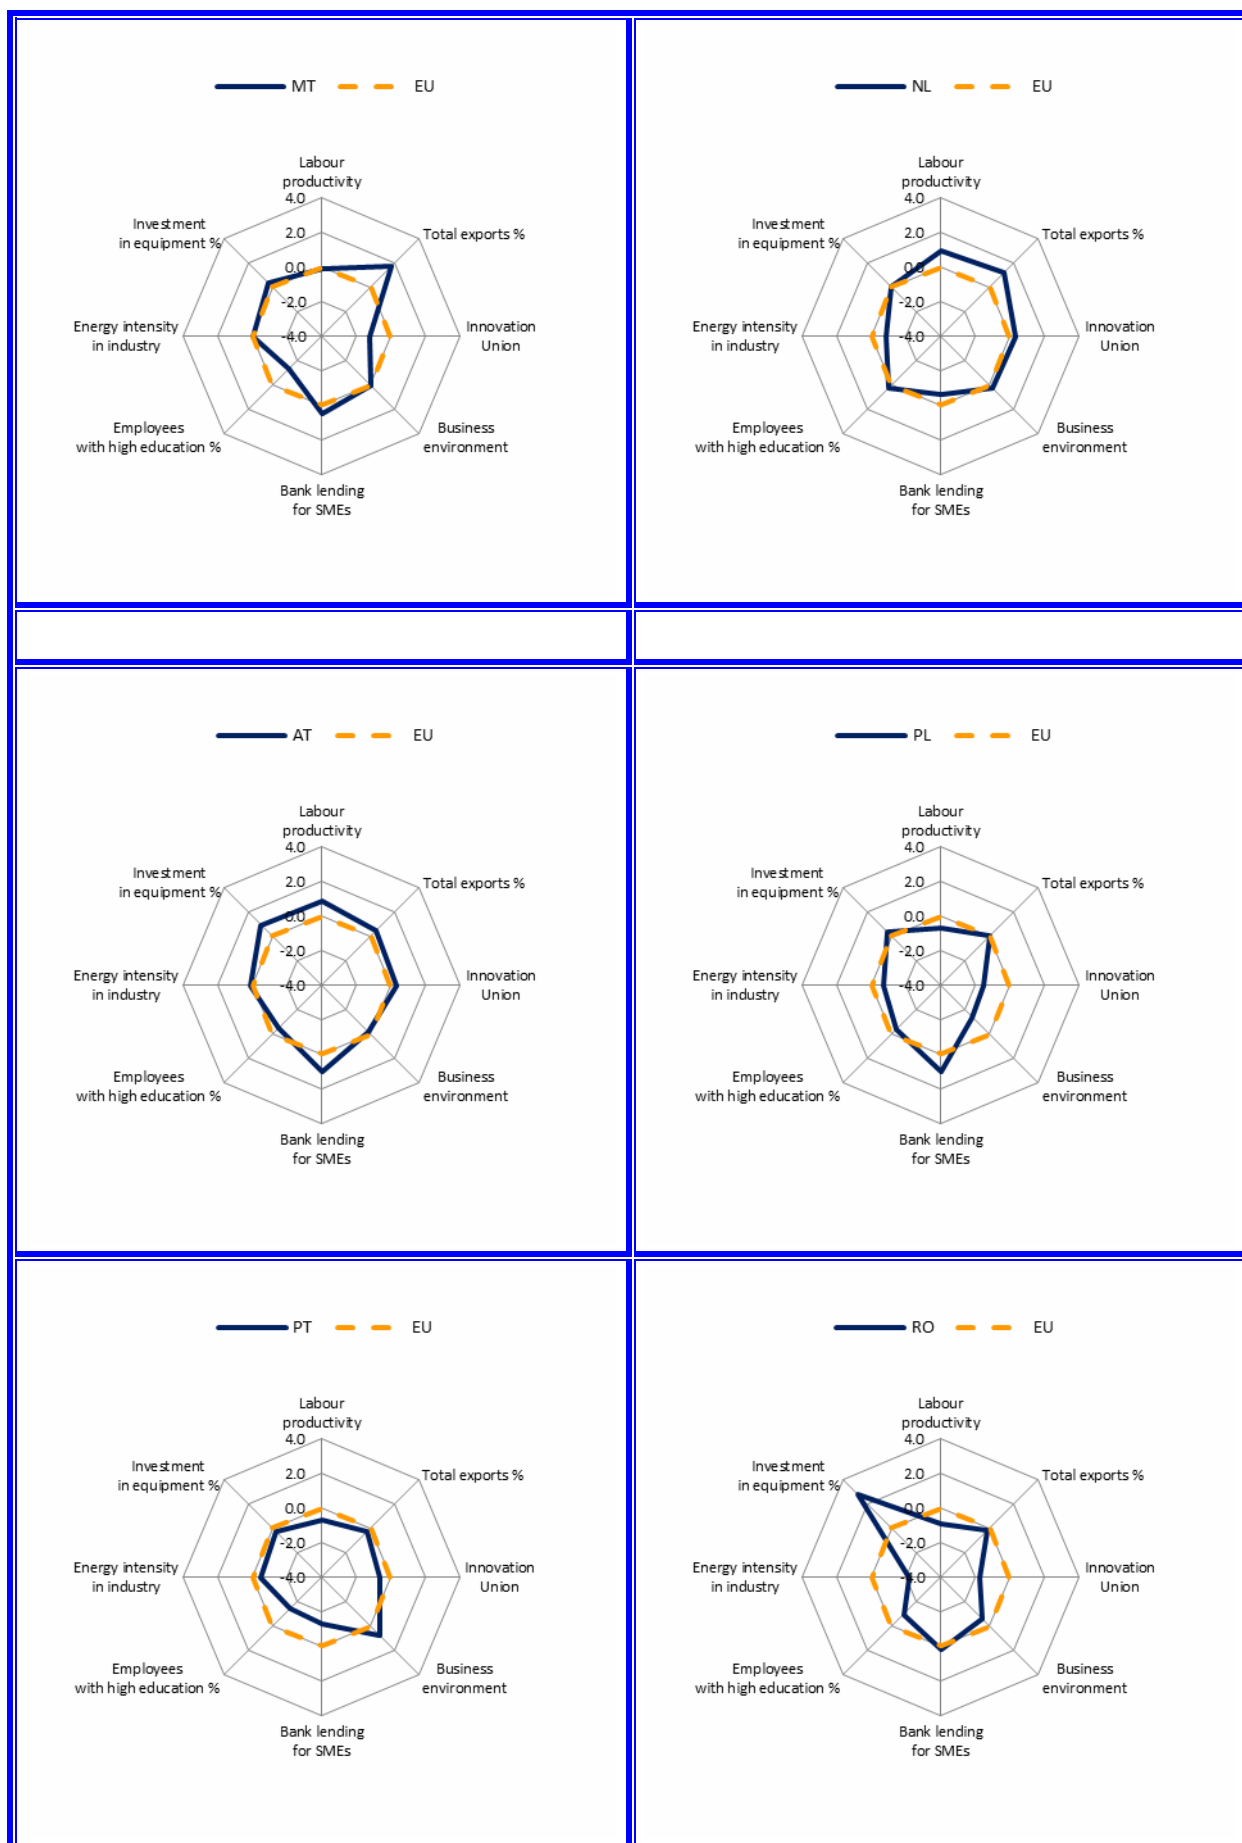 MT EU
Labour
productivity
4.0
Investment
in equipment %
Total exports %
2.0
0.0
-2.0
Energy intensity
in industry
-4.0
Innovation
Union
Employees
with high education %
Business
environment
Bank lending
for SMEs
NL EU
Labour
productivity
4.0
Investment
in equipment %
Total exports %
2.0
0.0
-2.0
Energy intensity
in industry
-4.0
Innovation
Union
Employees
with high education %
Business
environment
Bank lending
for SMEs
AT EU
Labour
productivity
4.0
Investment
in equipment %
Total exports %
2.0
0.0
-2.0
Energy intensity
in industry
-4.0
Innovation
Union
Employees
with high education %
Business
environment
Bank lending
for SMEs
PL EU
Labour
productivity
4.0
Investment
in equipment %
Total exports %
2.0
0.0
-2.0
Energy intensity
in industry
-4.0
Innovation
Union
Employees
with high education %
Business
environment
Bank lending
for SMEs
PT EU
Labour
productivity
4.0
Investment
in equipment %
Total exports %
2.0
0.0
-2.0
Energy intensity
in industry
-4.0
Innovation
Union
Employees
with high education %
Business
environment
Bank lending
for SMEs
RO EU
Labour
productivity
4.0
Investment
in equipment %
Total exports %
2.0
0.0
-2.0
Energy intensity
in industry
-4.0
Innovation
Union
Employees
with high education %
Business
environment
Bank lending
for SMEs